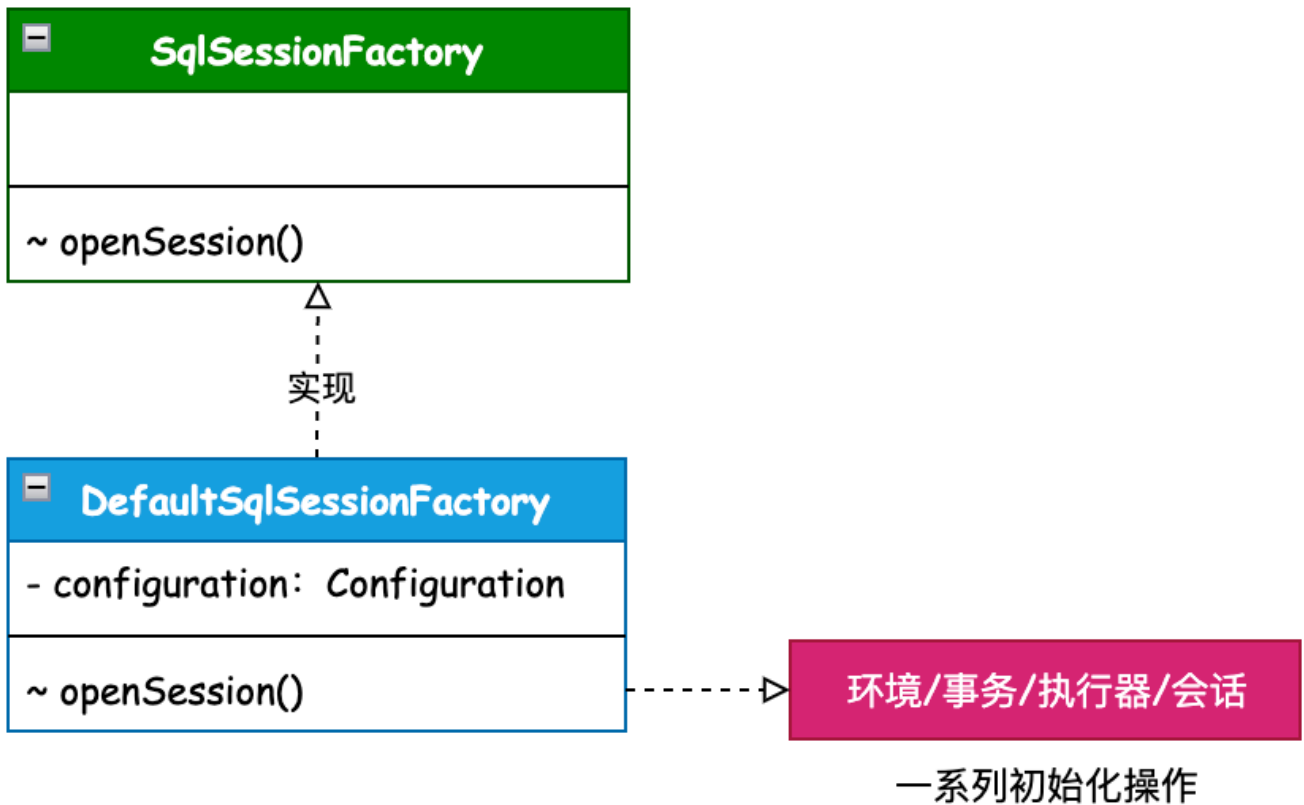 SqlSessionFactory
~ openSession()
实现
DefaultSqlSessionFactory
- configuration：Configuration
~ openSession()
环境/事务/执行器/会话
一系列初始化操作